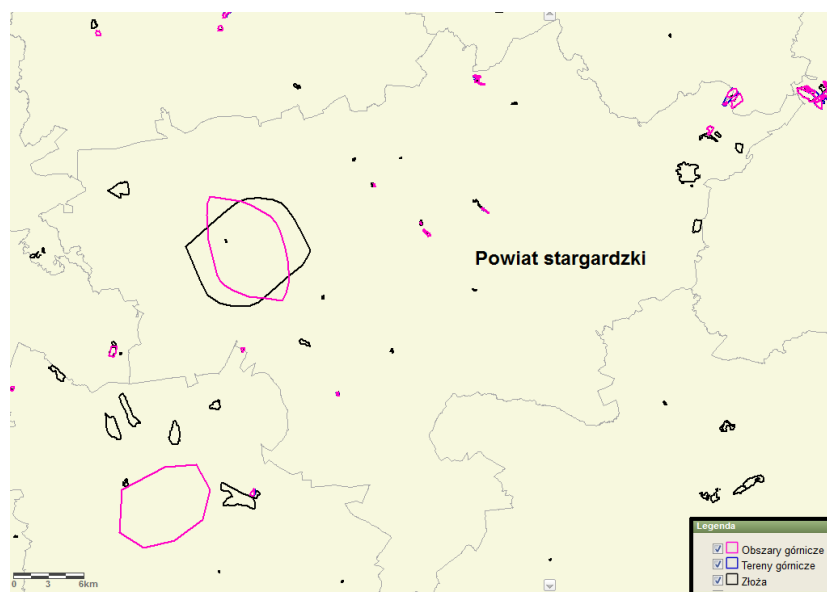 Powiat stargardzki
Legenda
Obszary górnicze
Tereny górnicze
Złoża
0 3 6km